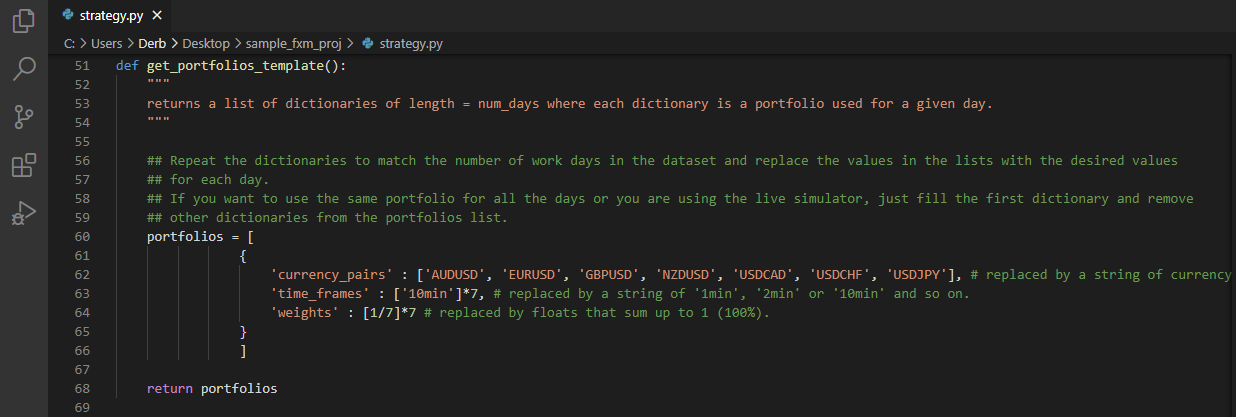 strategy.py ×
C: > Users > Derb > Desktop > sample_fxm_proj > strategy.py
51 def get_portfolios_template():
52 """
53 returns a list of dictionaries of length = num_days where each dictionary is a portfolio used for a given day.
54 """
55
56 ## Repeat the dictionaries to match the number of work days in the dataset and replace the values in the lists with the desired values
57 ## for each day.
58 ## If you want to use the same portfolio for all the days or you are using the live simulator, just fill the first dictionary and remove
59 ## other dictionaries from the portfolios list.
60 portfolios = [
61 {
62 'currency_pairs' : ['AUDUSD', 'EURUSD', 'GBPUSD', 'NZDUSD', 'USDCAD', 'USDCHF', 'USDJPY'], # replaced by a string of currency
63 'time_frames' : ['10min']*7, # replaced by a string of '1min', '2min' or '10min' and so on.
64 'weights' : [1/7]*7 # replaced by floats that sum up to 1 (100%).
65 }
66 ]
67
68 return portfolios
69